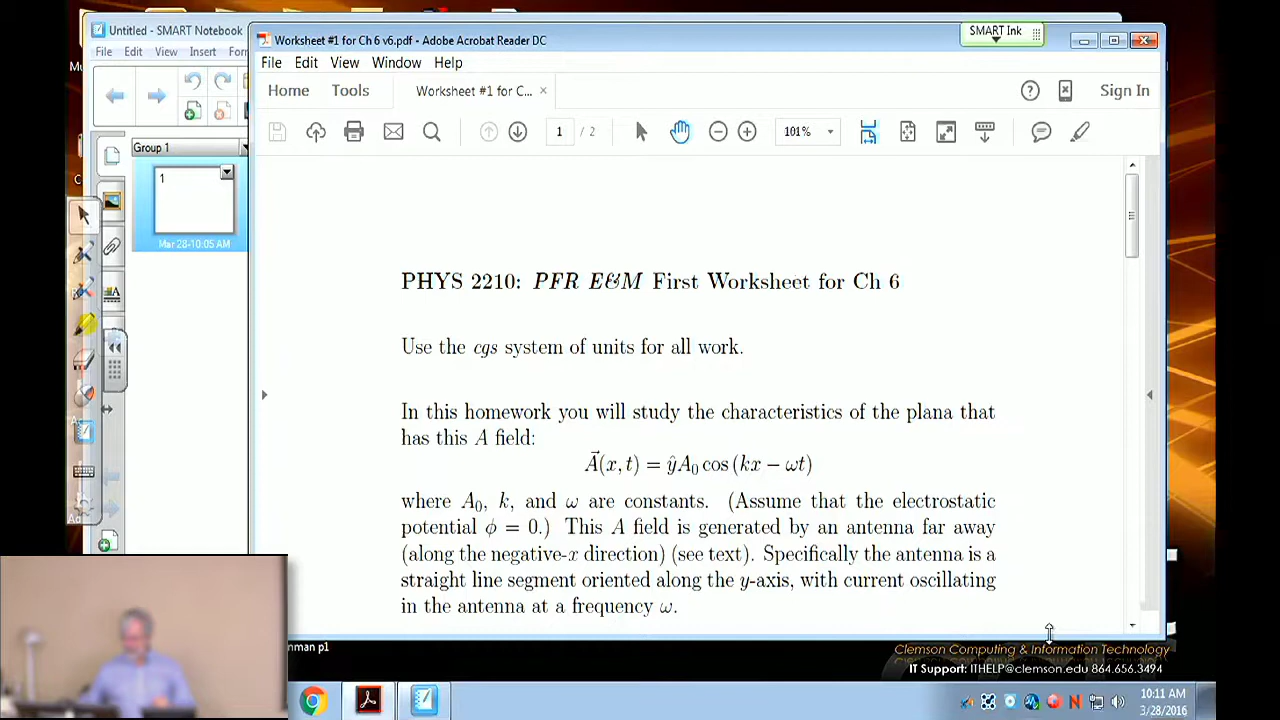 Untitled - SMART Notebook
File Edit View Insert
Group 1
1
Mar 28-10:05 AM
Worksheet #1 for Ch 6 v6.pdf - Adobe Acrobat Reader DC
SMART Ink
File Edit View Window Help
Home Tools Worksheet #1 for C... × Sign In
1 / 2 101%
PHYS 2210: PFR E&M First Worksheet for Ch 6
Use the cgs system of units for all work.
In this homework you will study the characteristics of the plana that
has this A field:
A⃗(x, t) = ŷA₀ cos (kx − ωt)
where A₀, k, and ω are constants. (Assume that the electrostatic
potential ϕ = 0.) This A field is generated by an antenna far away
(along the negative-x direction) (see text). Specifically the antenna is a
straight line segment oriented along the y-axis, with current oscillating
in the antenna at a frequency ω.
nman p1
Clemson Computing & Information Technology
IT Support: ITHELP@clemson.edu 864.656.3494
10:11 AM
3/28/2016